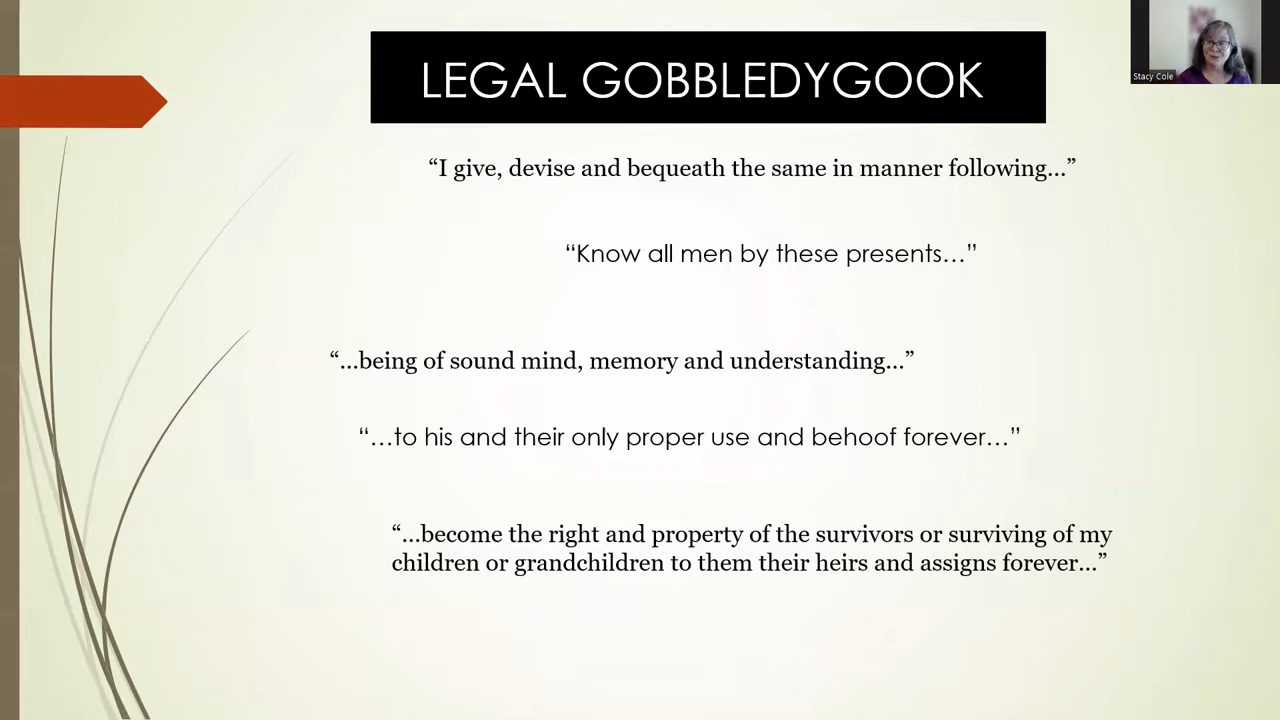 LEGAL GOBBLEDYGOOK
Stacy Cole
“I give, devise and bequeath the same in manner following…”
“Know all men by these presents…”
“…being of sound mind, memory and understanding…”
“…to his and their only proper use and behoof forever…”
“…become the right and property of the survivors or surviving of my
children or grandchildren to them their heirs and assigns forever…”